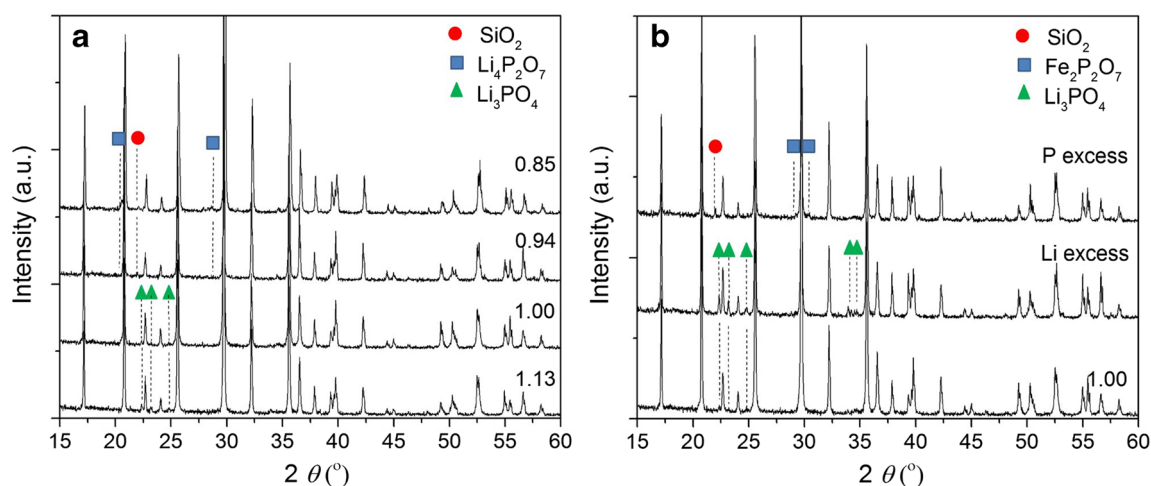 a
SiO₂
Li₄P₂O₇
Li₃PO₄
0.85
0.94
1.00
1.13
Intensity (a.u.)
15 20 25 30 35 40 45 50 55 60
2 θ (°)
b
SiO₂
Fe₂P₂O₇
Li₃PO₄
P excess
Li excess
1.00
Intensity (a.u.)
15 20 25 30 35 40 45 50 55 60
2 θ (°)